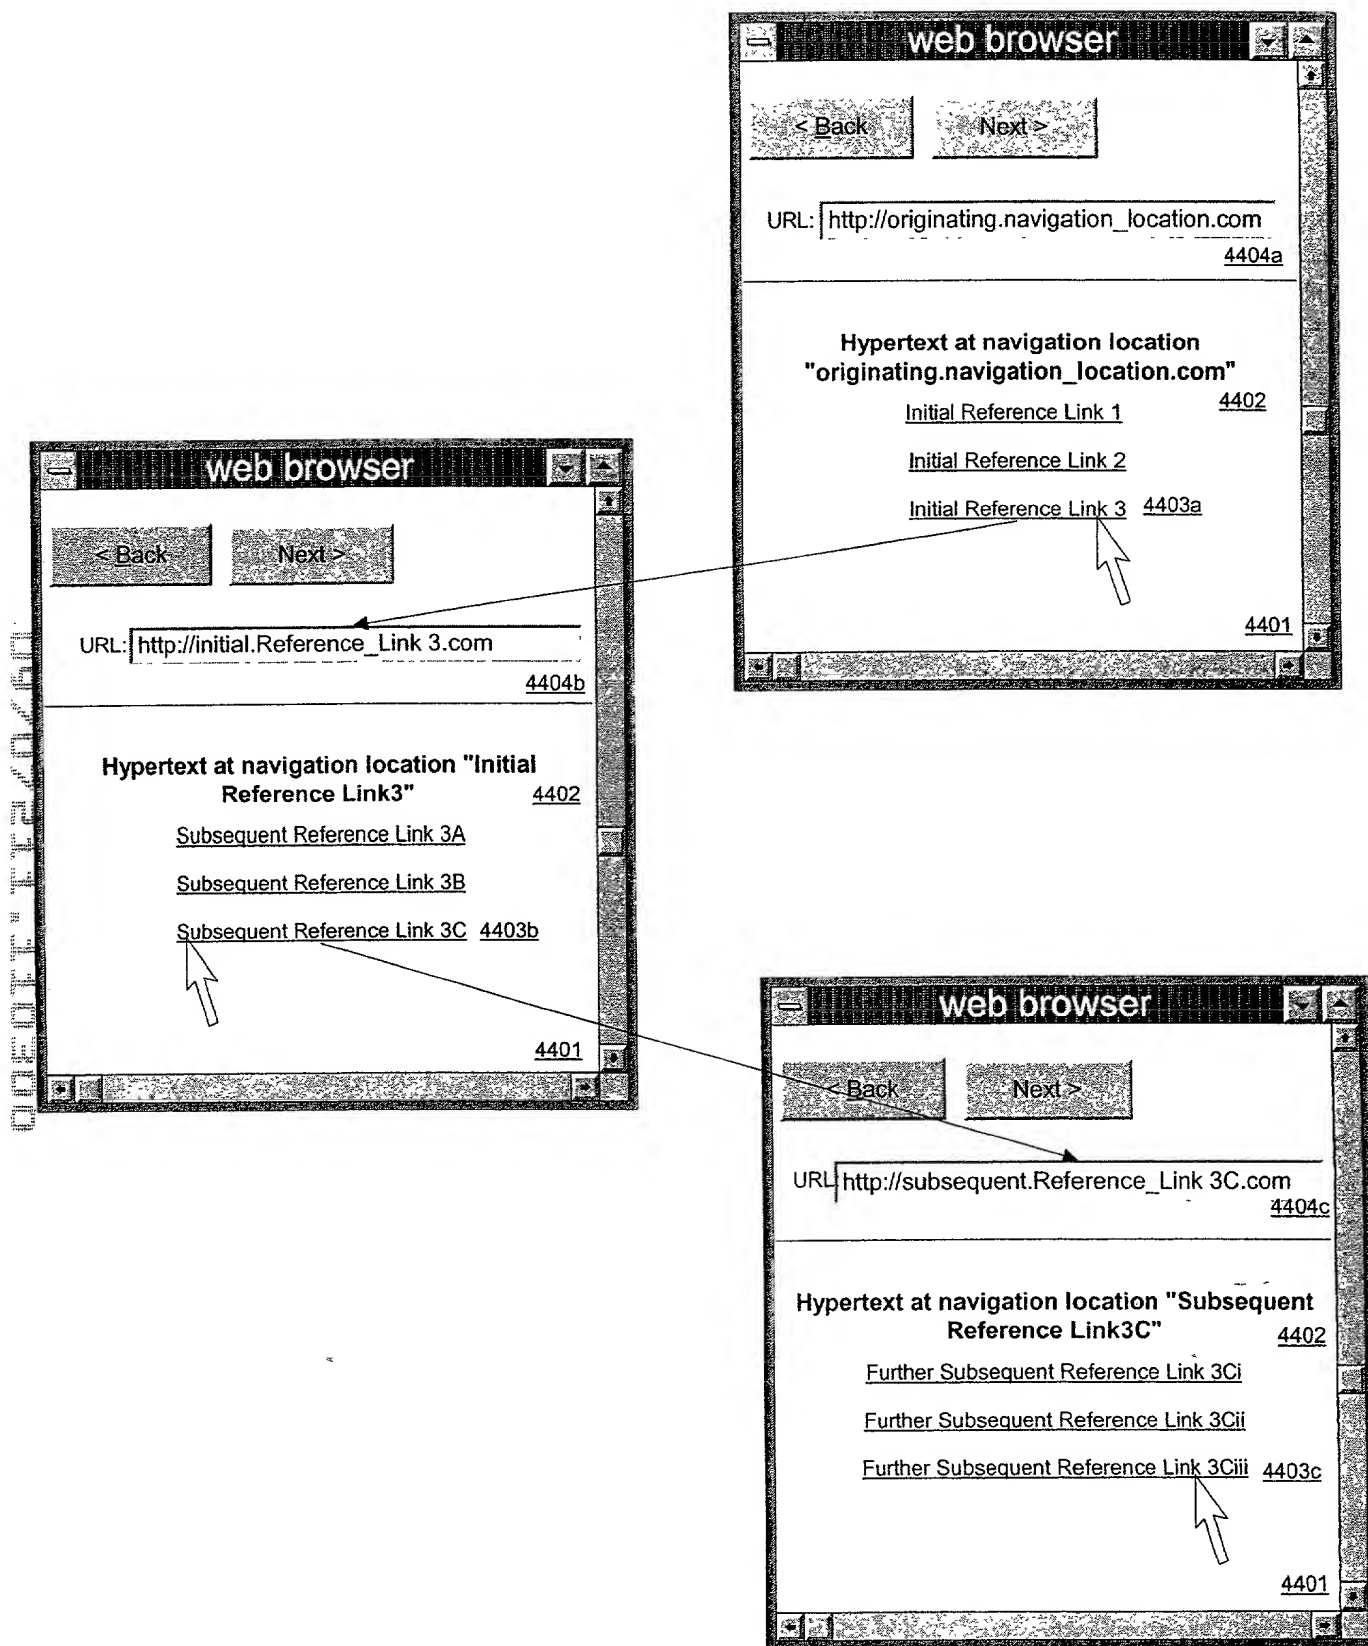 web browser
< Back Next >
URL: http://originating.navigation_location.com
4404a
Hypertext at navigation location
"originating.navigation_location.com"
4402
Initial Reference Link 1
Initial Reference Link 2
Initial Reference Link 3 4403a
4401
web browser
< Back Next >
URL: http://initial.Reference_Link 3.com
4404b
Hypertext at navigation location "Initial
Reference Link3" 4402
Subsequent Reference Link 3A
Subsequent Reference Link 3B
Subsequent Reference Link 3C 4403b
4401
web browser
< Back Next >
URL: http://subsequent.Reference_Link 3C.com
4404c
Hypertext at navigation location "Subsequent
Reference Link3C" 4402
Further Subsequent Reference Link 3Ci
Further Subsequent Reference Link 3Cii
Further Subsequent Reference Link 3Ciii 4403c
4401